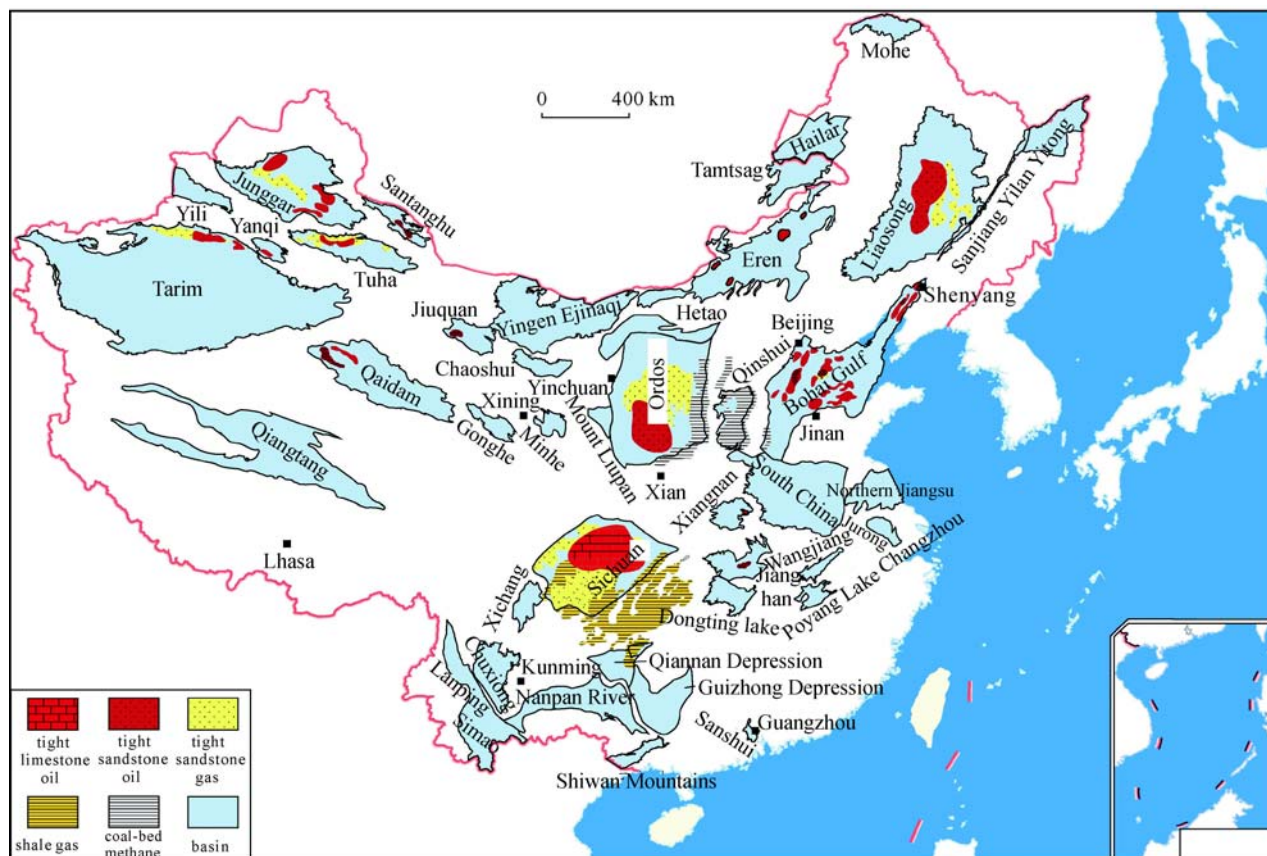 Mohe
0 400 km
Hailar
Tamtsag
Sanjiang Yilan Yitong
Liaosong
Junggar
Santanghu
Yili
Yanqi
Eren
Tarim
Tuha
Shenyang
Jiuquan
Yingen Ejinaqi
Hetao
Beijing
Qinshui
Bohai Gulf
Chaoshui
Ordos
Yinchuan
Qaidam
Xining
Mount Liupan
Jinan
Gonghe
Minhe
Qiangtang
Xian
South China
Northern Jiangsu
Xiangnan
Jurong
Lhasa
Wangjiang
Changzhou
Sichuan
Jiang
han
Poyang Lake
Xichang
Dongting lake
Chuxiong
Kunming
Qiannan Depression
Lanping
Simao
Nanpan River
Guizhong Depression
Sanshui
Guangzhou
Shiwan Mountains
tight
limestone
oil
tight
sandstone
oil
tight
sandstone
gas
shale gas
coal-bed
methane
basin